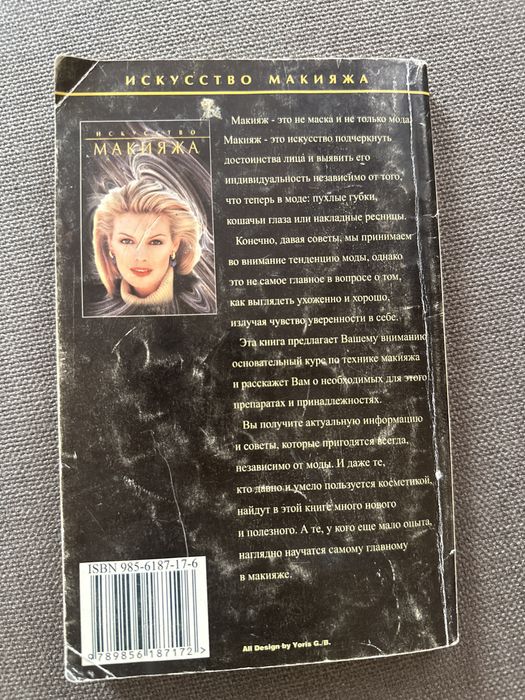 ИСКУССТВО МАКИЯЖА
ИСКУССТВО
МАКИЯЖА
Макияж - это не маска и не только мода.
Макияж - это искусство подчеркнуть
достоинства лица и выявить его
индивидуальность независимо от того,
что теперь в моде: пухлые губки,
кошачьи глаза или накладные ресницы.
Конечно, давая советы, мы принимаем
во внимание тенденцию моды, однако
это не самое главное в вопросе о том,
как выглядеть ухоженно и хорошо,
излучая чувство уверенности в себе.
Эта книга предлагает Вашему вниманию
основательный курс по технике макияжа
и расскажет Вам о необходимых для этого
препаратах и принадлежностях.
Вы получите актуальную информацию
и советы, которые пригодятся всегда,
независимо от моды. И даже те,
кто давно и умело пользуется косметикой,
найдут в этой книге много нового
и полезного. А те, у кого еще мало опыта,
наглядно научатся самому главному
в макияже.
ISBN 985-6187-17-6
9 789856 187172 >
All Design by Yoris G./B.